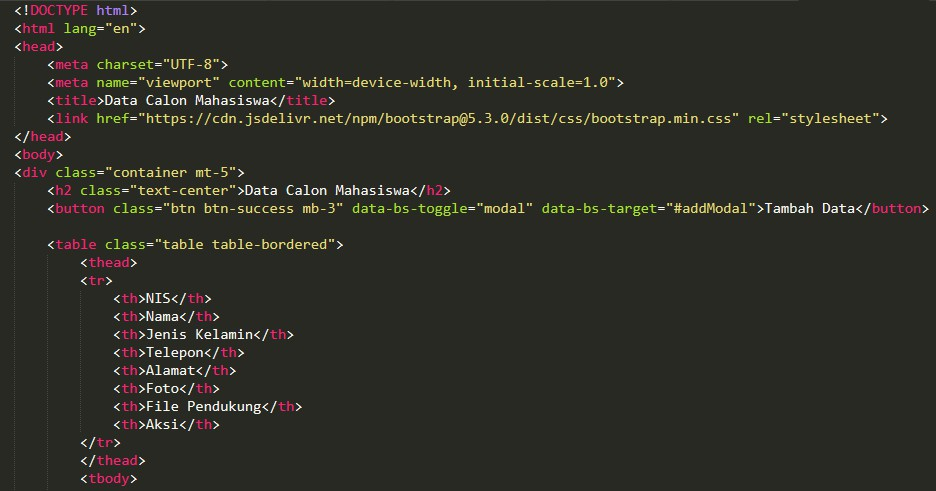 <!DOCTYPE html>
<html lang="en">
<head>
<meta charset="UTF-8">
<meta name="viewport" content="width=device-width, initial-scale=1.0">
<title>Data Calon Mahasiswa</title>
<link href="https://cdn.jsdelivr.net/npm/bootstrap@5.3.0/dist/css/bootstrap.min.css" rel="stylesheet">
</head>
<body>
<div class="container mt-5">
<h2 class="text-center">Data Calon Mahasiswa</h2>
<button class="btn btn-success mb-3" data-bs-toggle="modal" data-bs-target="#addModal">Tambah Data</button>
<table class="table table-bordered">
<thead>
<tr>
<th>NIS</th>
<th>Nama</th>
<th>Jenis Kelamin</th>
<th>Telepon</th>
<th>Alamat</th>
<th>Foto</th>
<th>File Pendukung</th>
<th>Aksi</th>
</tr>
</thead>
<tbody>